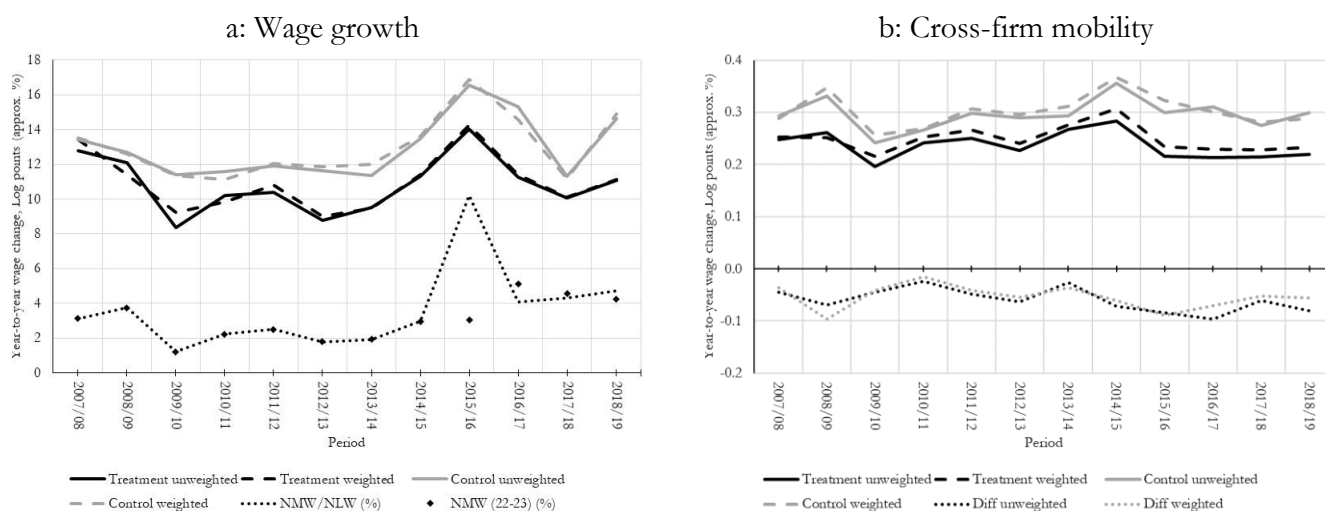 a: Wage growth
Year-to-year wage change, Log points (approx. %)
18
16
14
12
10
8
6
4
2
0
2007/08
2008/09
2009/10
2010/11
2011/12
2012/13
2013/14
2014/15
2015/16
2016/17
2017/18
2018/19
Period
Treatment unweighted
Treatment weighted
Control unweighted
Control weighted
NMW/NLW (%)
NMW (22-23) (%)
b: Cross-firm mobility
Year-to-year wage change, Log points (approx. %)
0.4
0.3
0.2
0.1
0.0
-0.1
-0.2
2007/08
2008/09
2009/10
2010/11
2011/12
2012/13
2013/14
2014/15
2015/16
2016/17
2017/18
2018/19
Period
Treatment unweighted
Treatment weighted
Control unweighted
Control weighted
Diff unweighted
Diff weighted